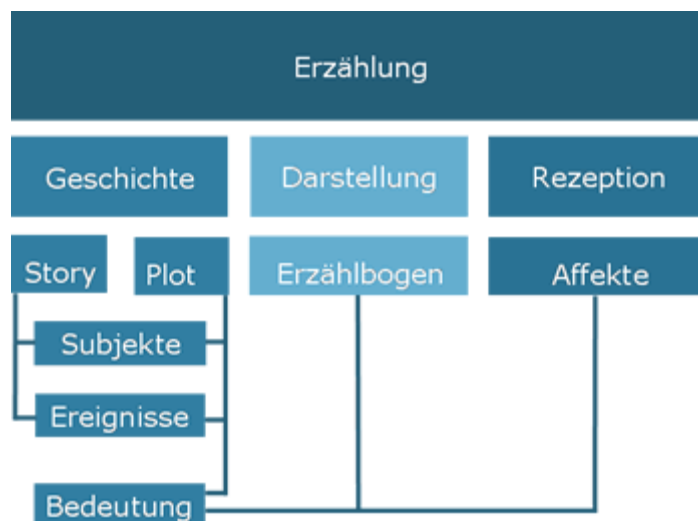 Erzählung
Geschichte
Darstellung
Rezeption
Story
Plot
Erzählbogen
Affekte
Subjekte
Ereignisse
Bedeutung